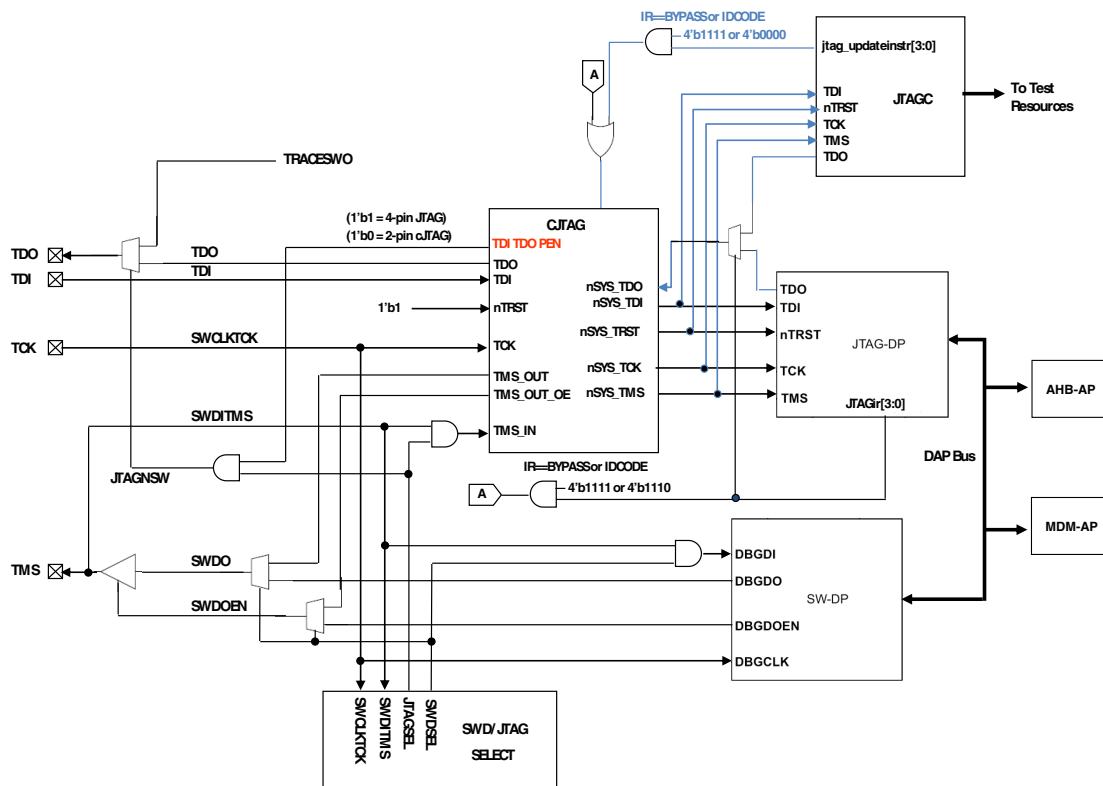 IR==BYPASS or IDCODE
4'b1111 or 4'b0000
jtag_updateinstr[3:0]
A
TDI
nTRST
TCK
TMS
TDO
JTAGC
To Test
Resources
TRACESWO
(1'b1 = 4-pin JTAG)
(1'b0 = 2-pin cJTAG)
CJTAG
TDI TDO PEN
TDO
TDO
TDO
TDI
TDI
TDI
1'b1
nTRST
nSYS_TDO
nSYS_TDI
nSYS_TRST
nSYS_TCK
nSYS_TMS
TDO
TDI
nTRST
TCK
TMS
JTAG-DP
JTAGir[3:0]
TCK
SWCLKTCK
TCK
TMS_OUT
TMS_OUT_OE
TMS_IN
SWDITMS
JTAGNSW
IR==BYPASS or IDCODE
4'b1111 or 4'b1110
A
AHB-AP
DAP Bus
MDM-AP
TMS
SWDO
SWDOEN
DBGDI
DBGDO
SW-DP
DBGDOEN
DBGCLK
SWCLKTCK
SWDITMS
JTAGSEL
SWDSEL
SWD/JTAG
SELECT